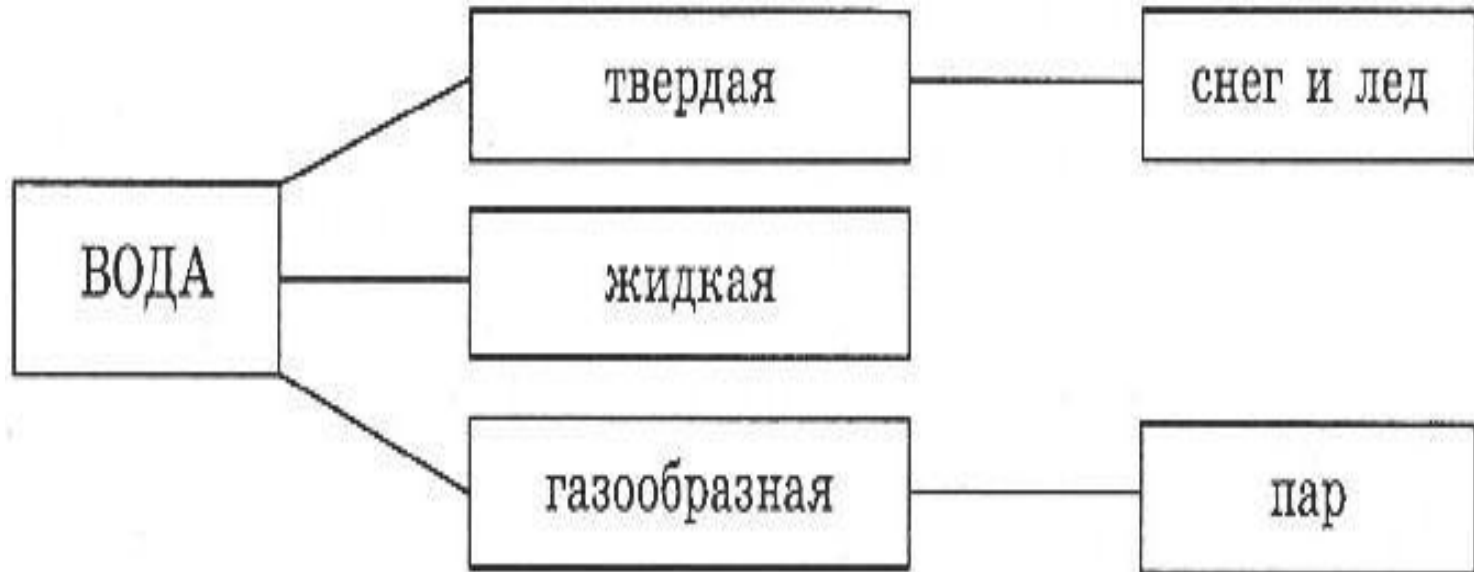 твердая
снег и лед
ВОДА
жидкая
газообразная
пар